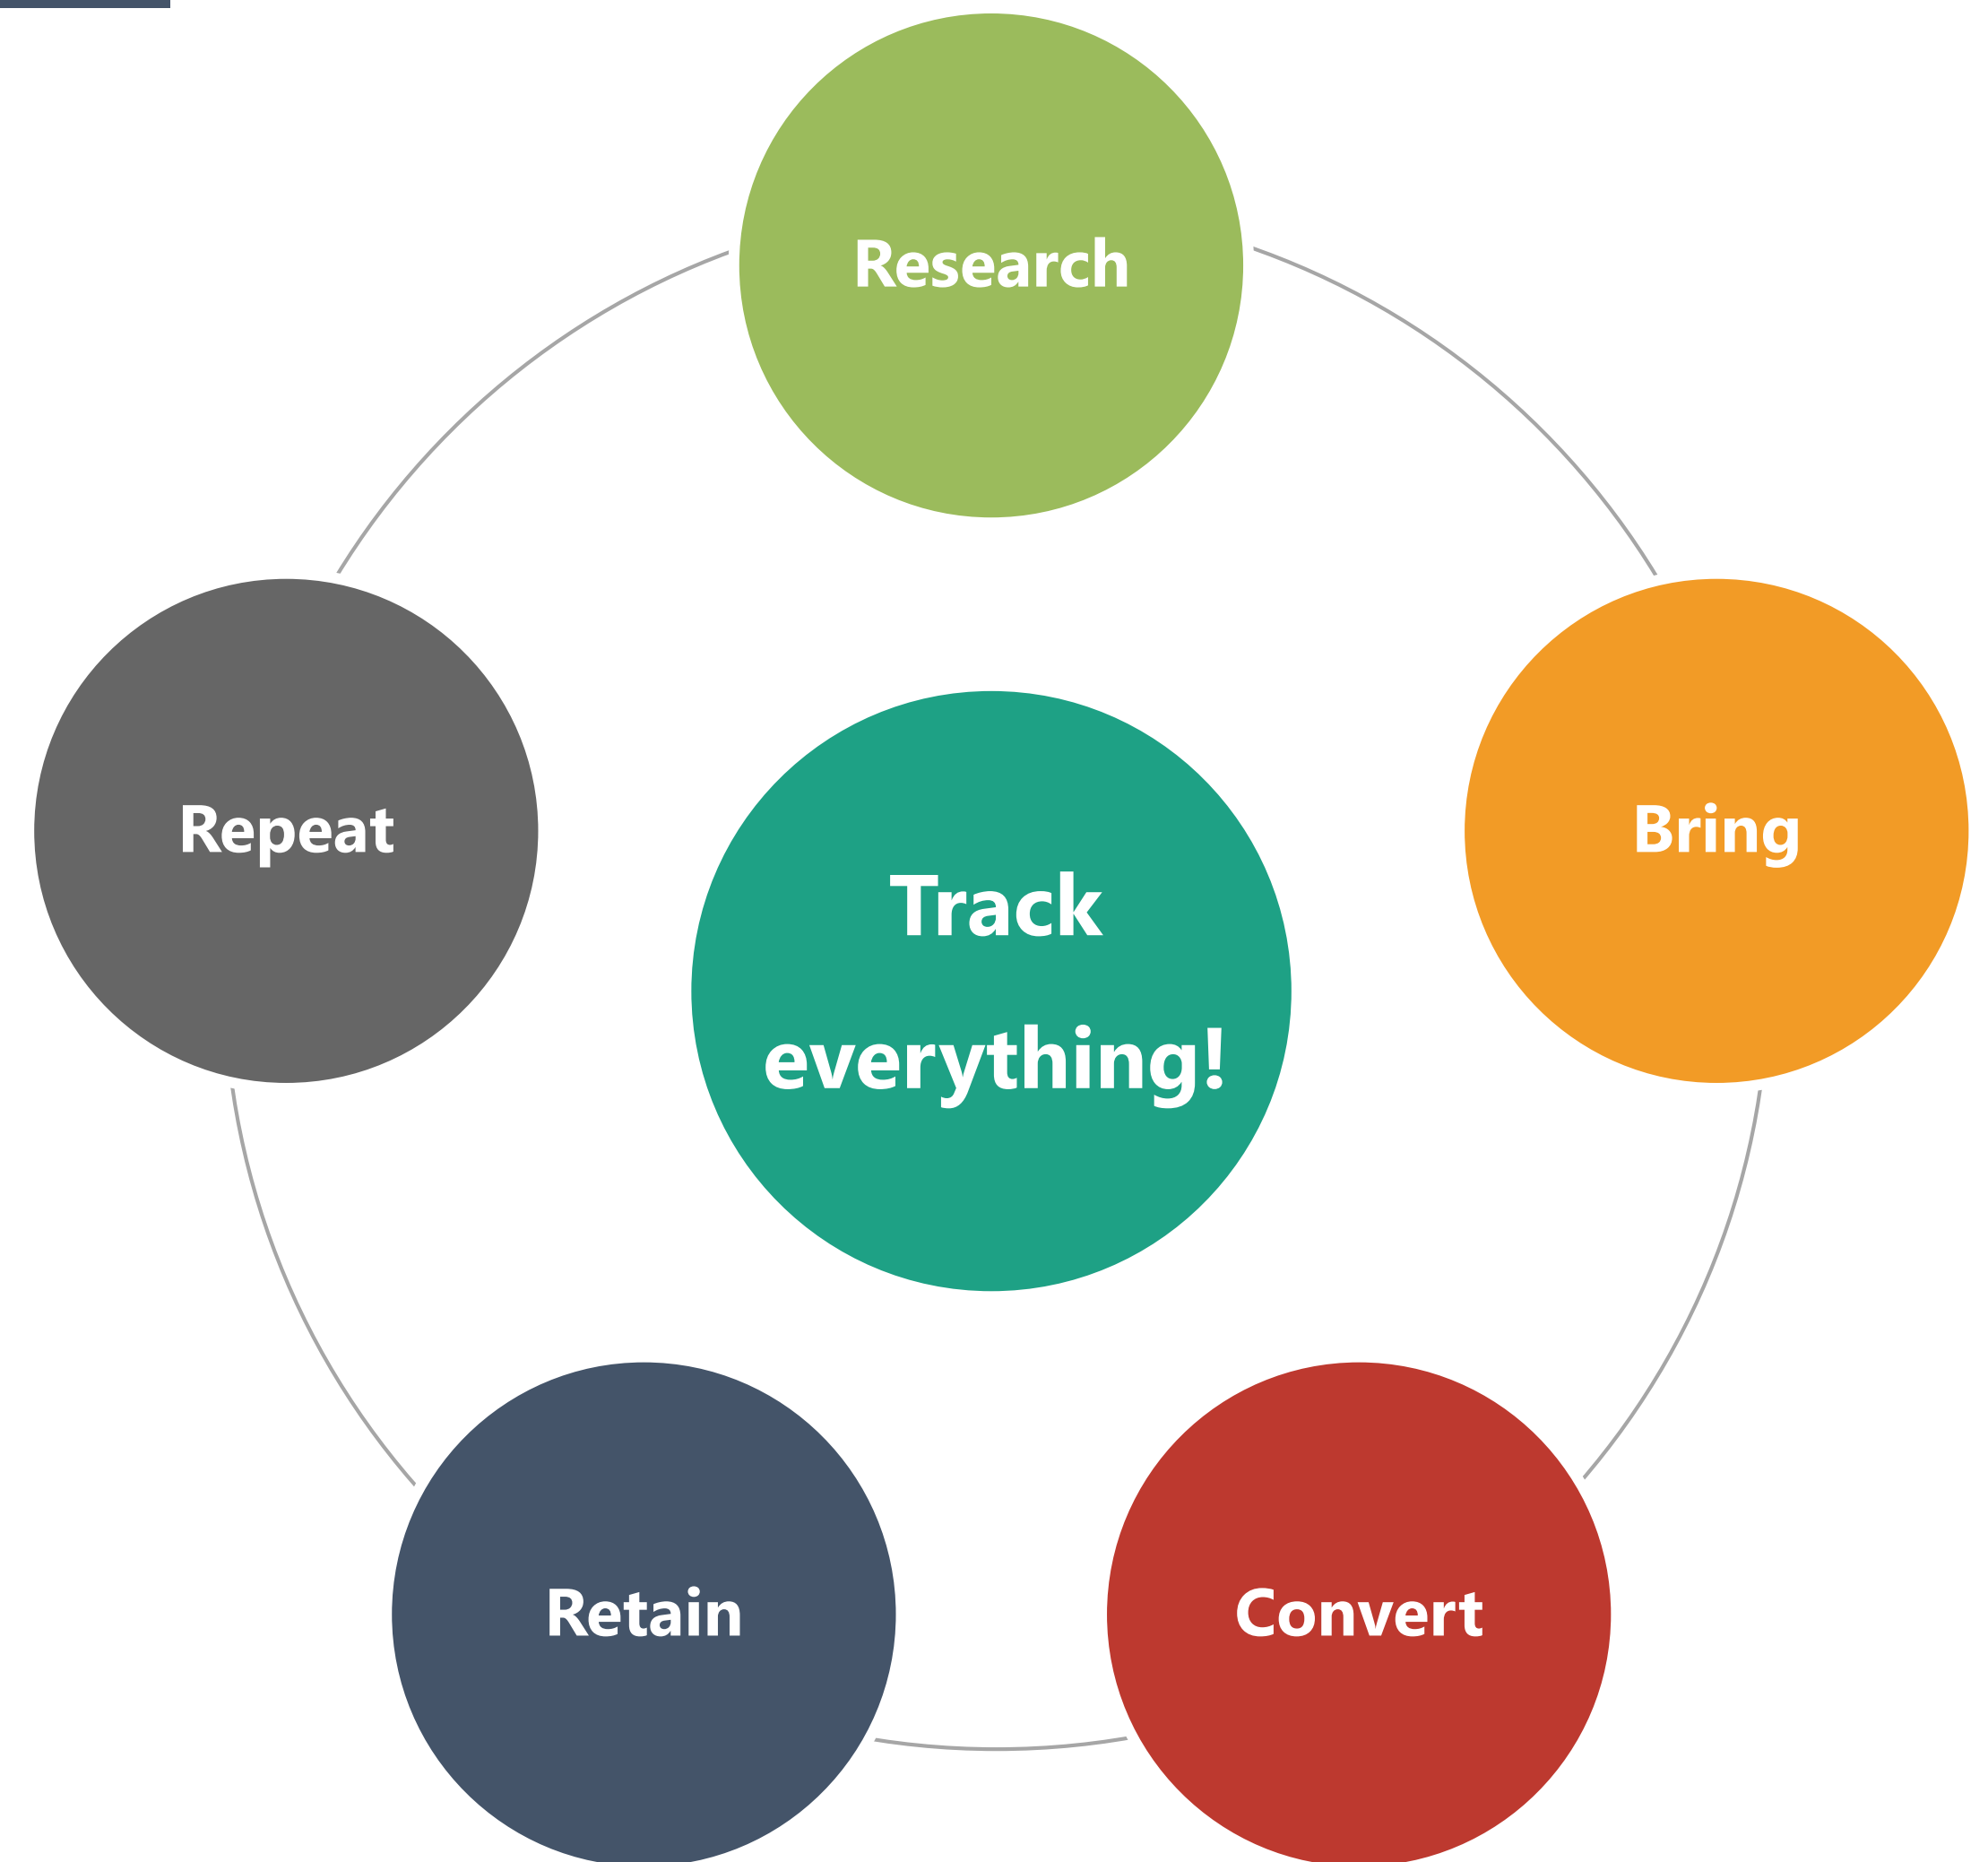 Research
Repeat
Bring
Track
everything!
Retain
Convert